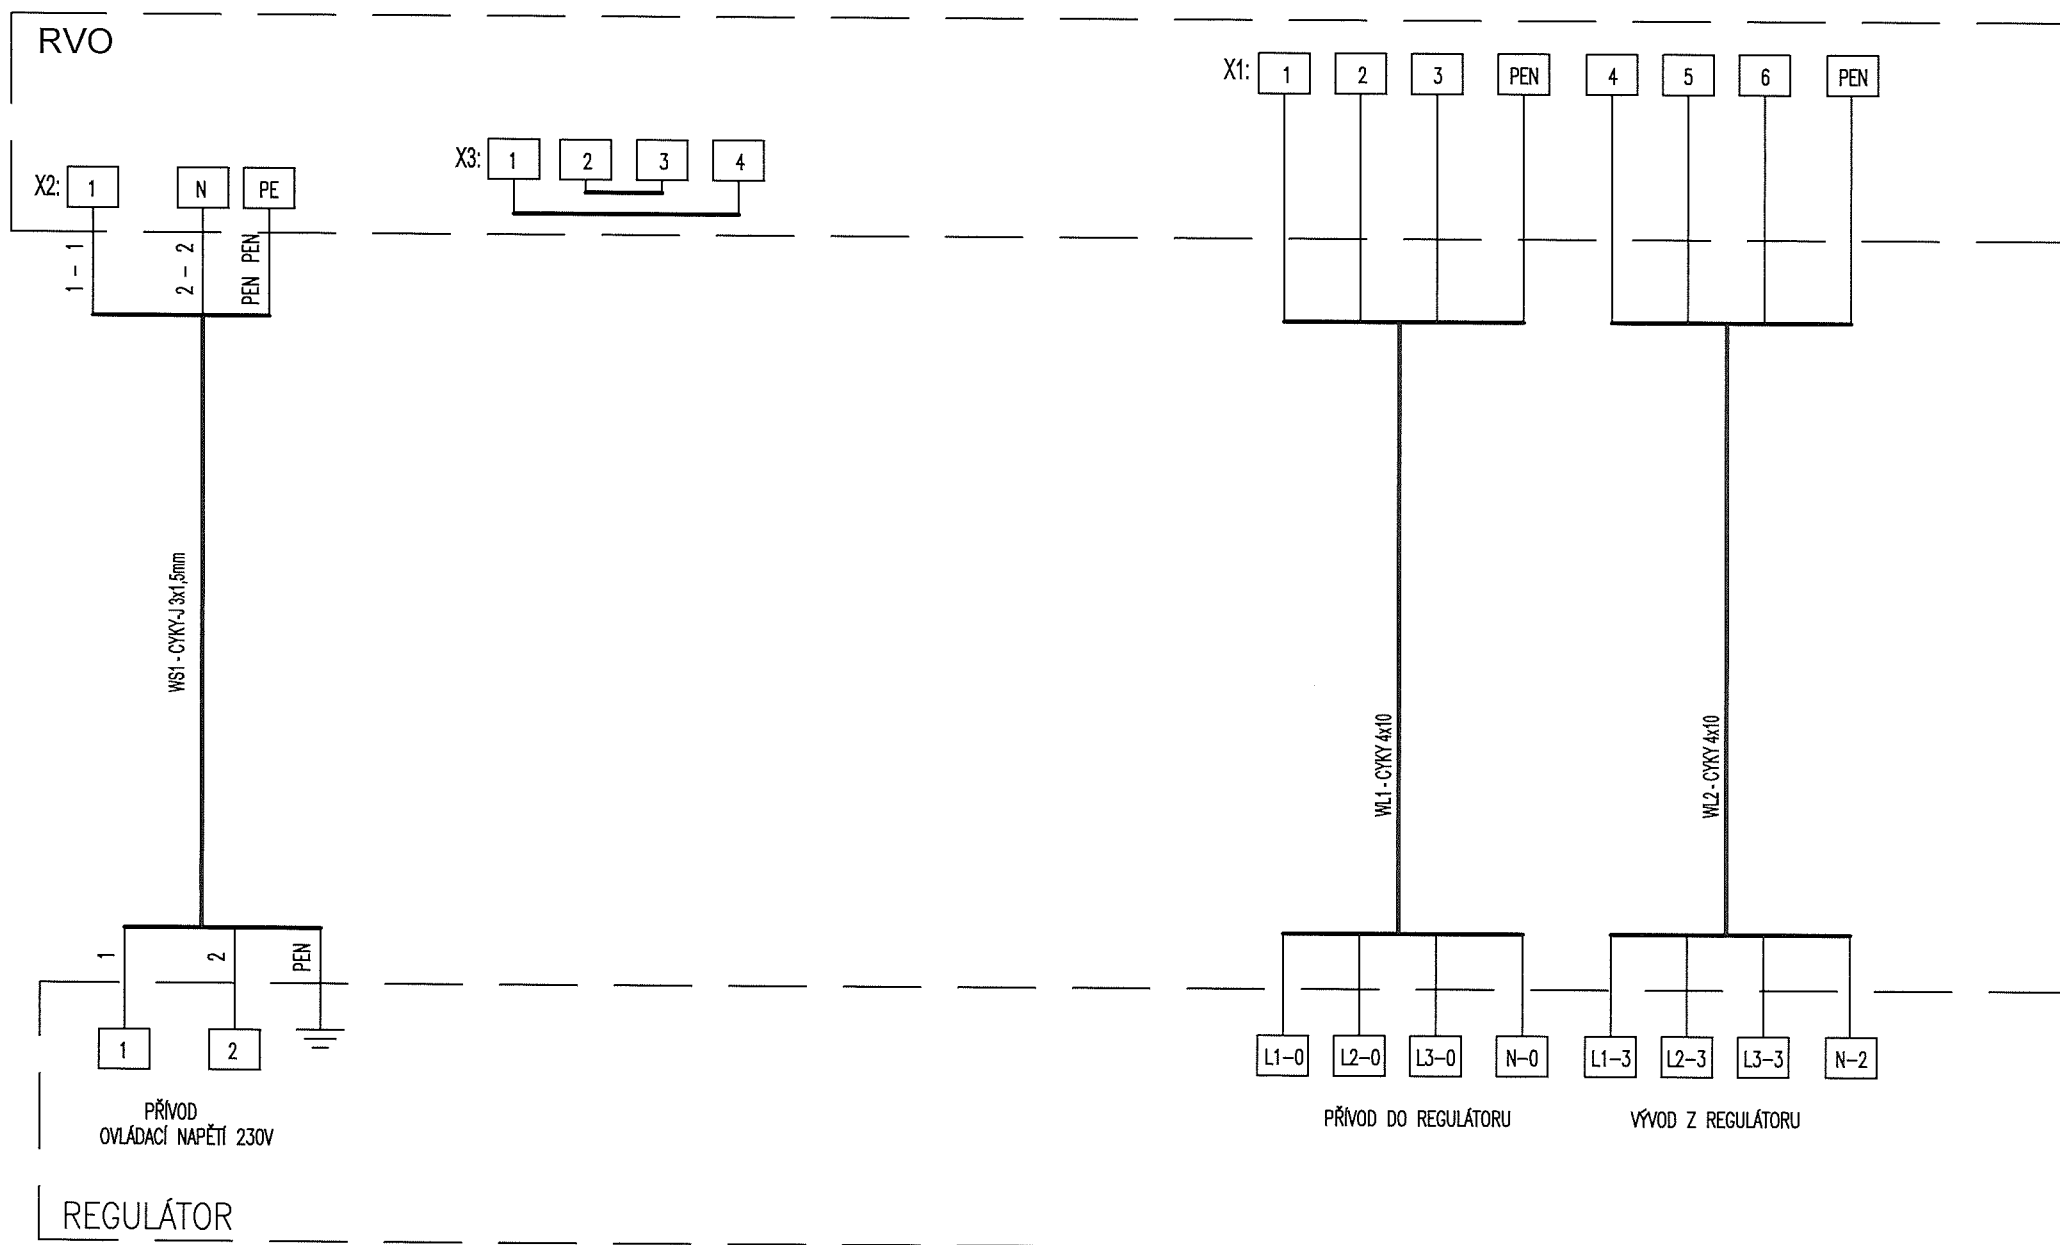 RVO
X1: 1 2 3 PEN 4 5 6 PEN
X3: 1 2 3 4
X2: 1 N PE
1 - 1
2 - 2
PEN PEN
WS1 - CYKY-J 3x1,5mm
WL1 - CYKY 4x10
WL2 - CYKY 4x10
1
2
PEN
1 2
L1-0 L2-0 L3-0 N-0 L1-3 L2-3 L3-3 N-2
PŘÍVOD
OVLÁDACÍ NAPĚTÍ 230V
PŘÍVOD DO REGULÁTORU
VÝVOD Z REGULÁTORU
REGULÁTOR